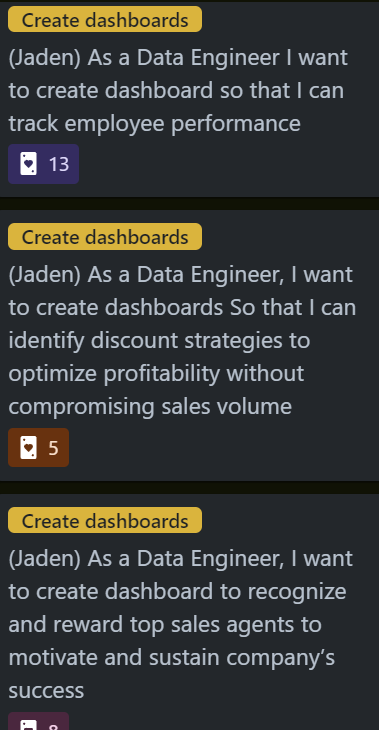 Create dashboards
(Jaden) As a Data Engineer I want
to create dashboard so that I can
track employee performance
13
Create dashboards
(Jaden) As a Data Engineer, I want
to create dashboards So that I can
identify discount strategies to
optimize profitability without
compromising sales volume
5
Create dashboards
(Jaden) As a Data Engineer, I want
to create dashboard to recognize
and reward top sales agents to
motivate and sustain company’s
success
8